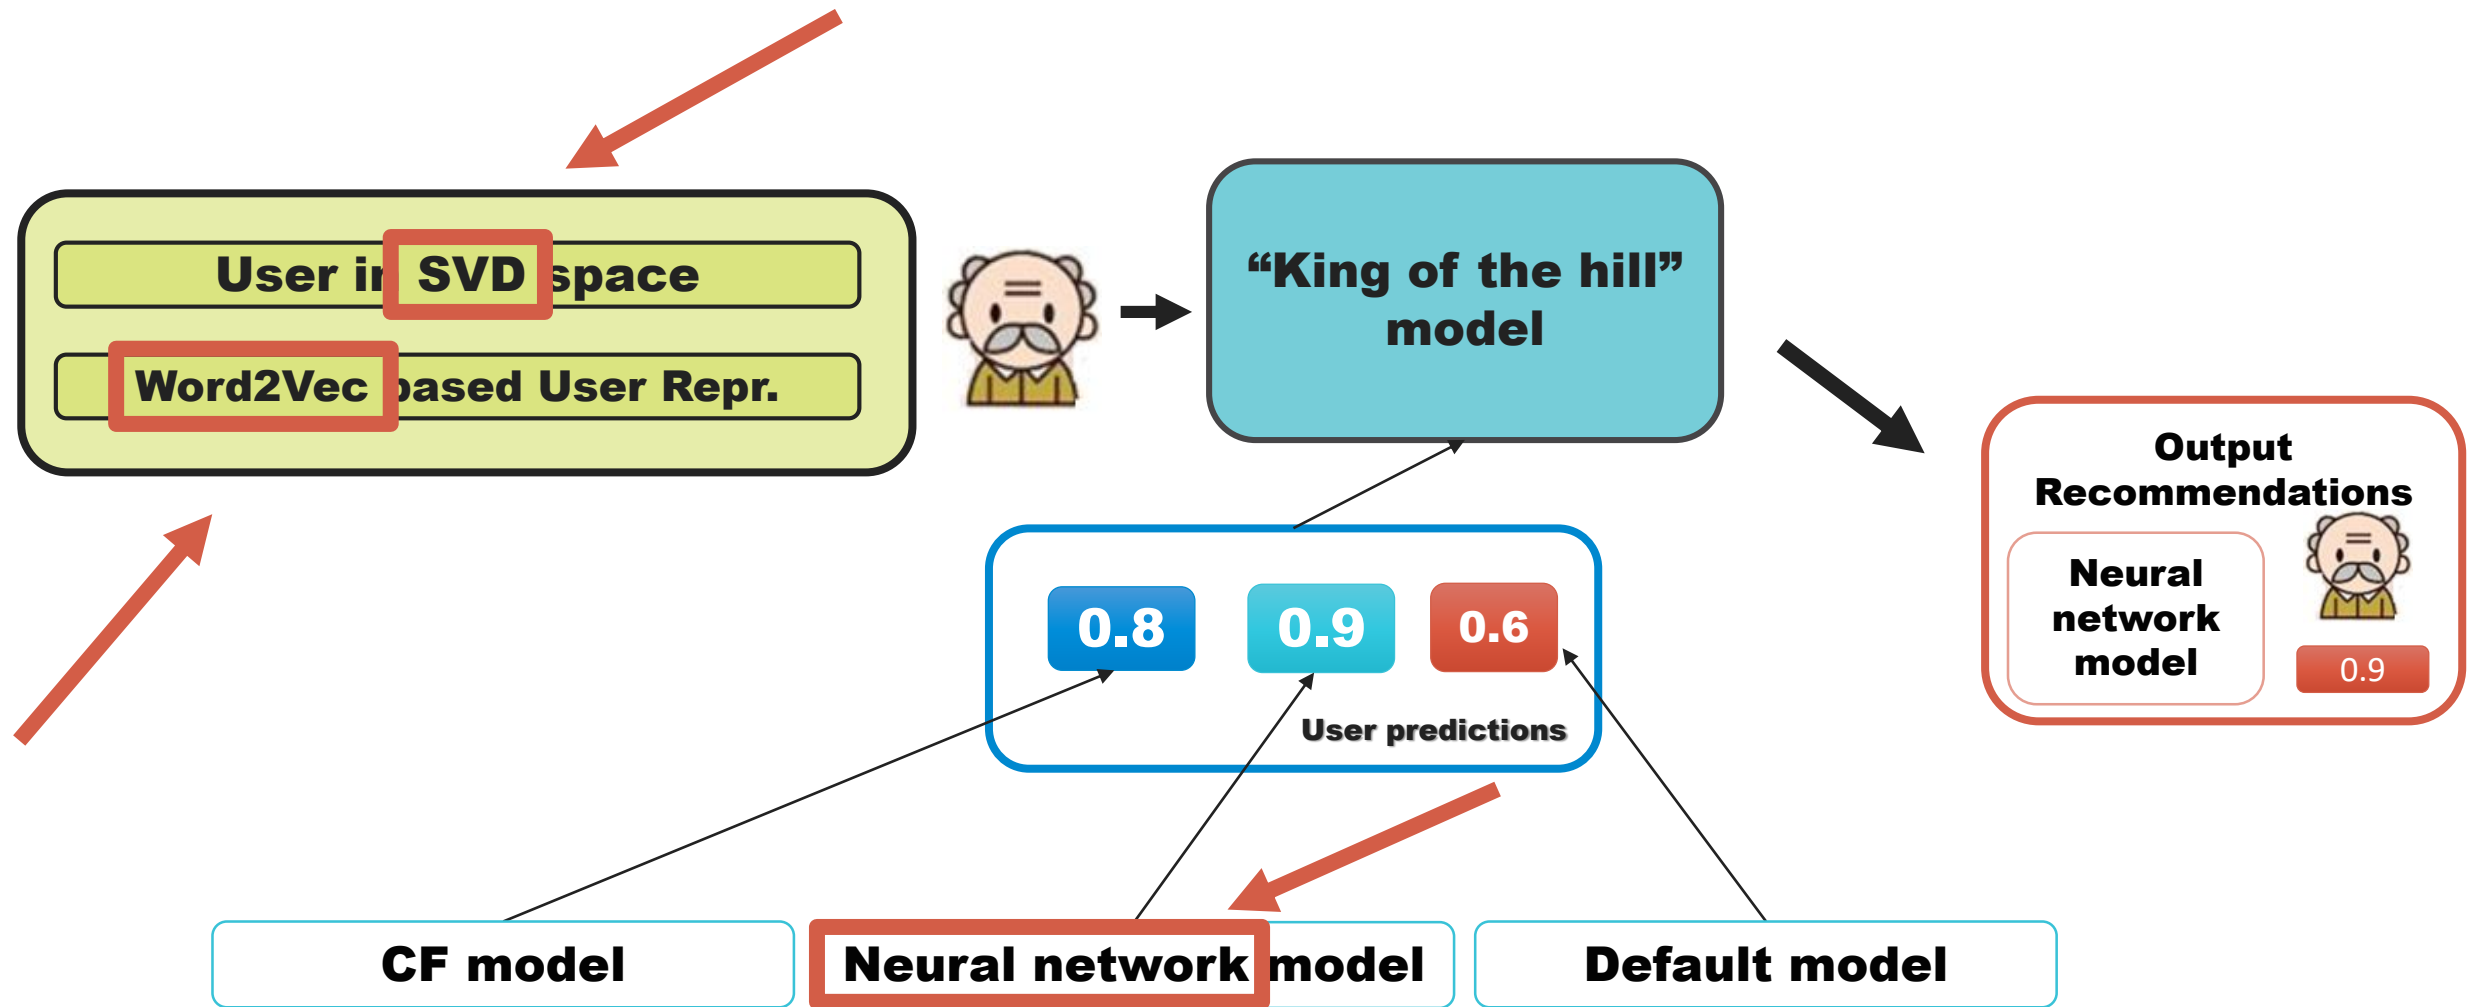 User in SVD space
Word2Vec based User Repr.
“King of the hill”
model
Output
Recommendations
Neural
network
model
0.9
0.8 0.9 0.6
User predictions
CF model
Neural network model
Default model